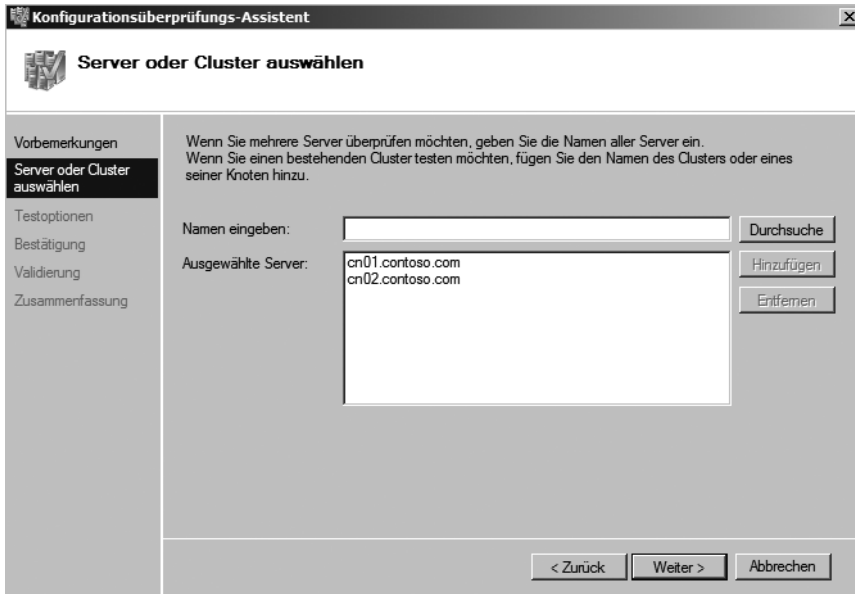 Konfigurationsüberprüfungs-Assistent
Server oder Cluster auswählen
Vorbemerkungen
Server oder Cluster
auswählen
Testoptionen
Bestätigung
Validierung
Zusammenfassung
Wenn Sie mehrere Server überprüfen möchten, geben Sie die Namen aller Server ein.
Wenn Sie einen bestehenden Cluster testen möchten, fügen Sie den Namen des Clusters oder eines
seiner Knoten hinzu.
Namen eingeben:
Durchsuche
Ausgewählte Server:
cn01.contoso.com
cn02.contoso.com
Hinzufügen
Entfernen
< Zurück
Weiter >
Abbrechen